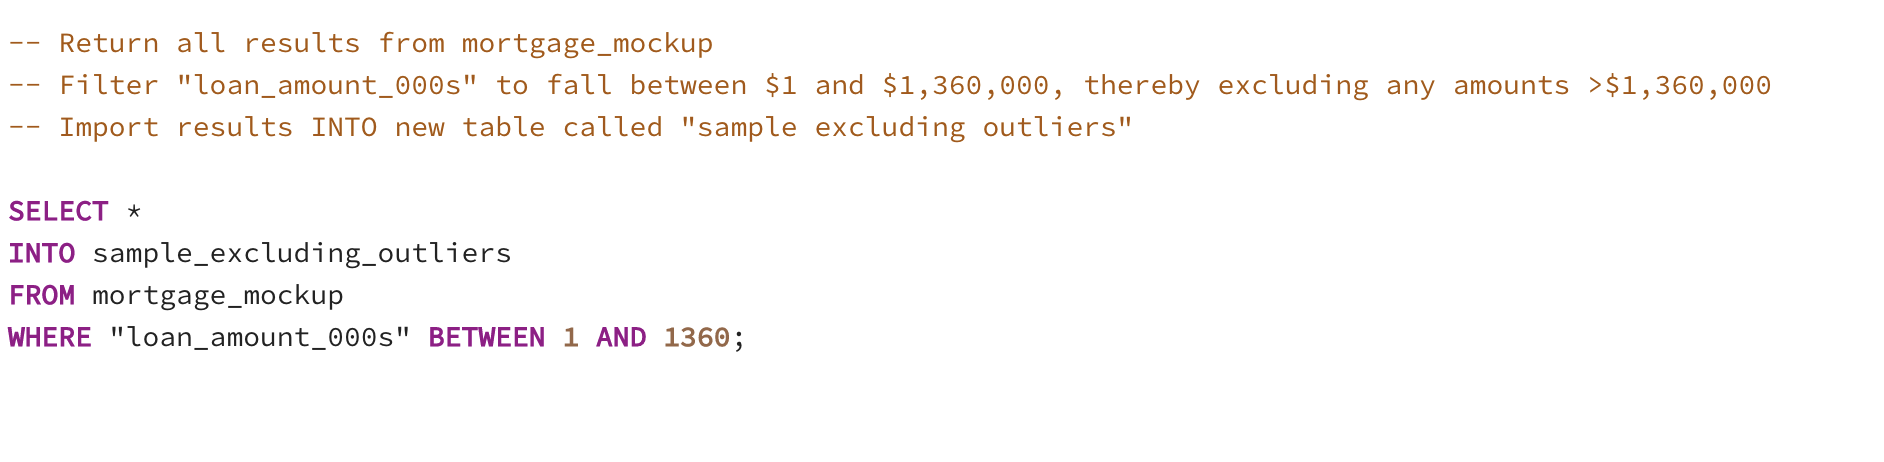 -- Return all results from mortgage_mockup
-- Filter "loan_amount_000s" to fall between $1 and $1,360,000, thereby excluding any amounts >$1,360,000
-- Import results INTO new table called "sample excluding outliers"
SELECT *
INTO sample_excluding_outliers
FROM mortgage_mockup
WHERE "loan_amount_000s" BETWEEN 1 AND 1360;